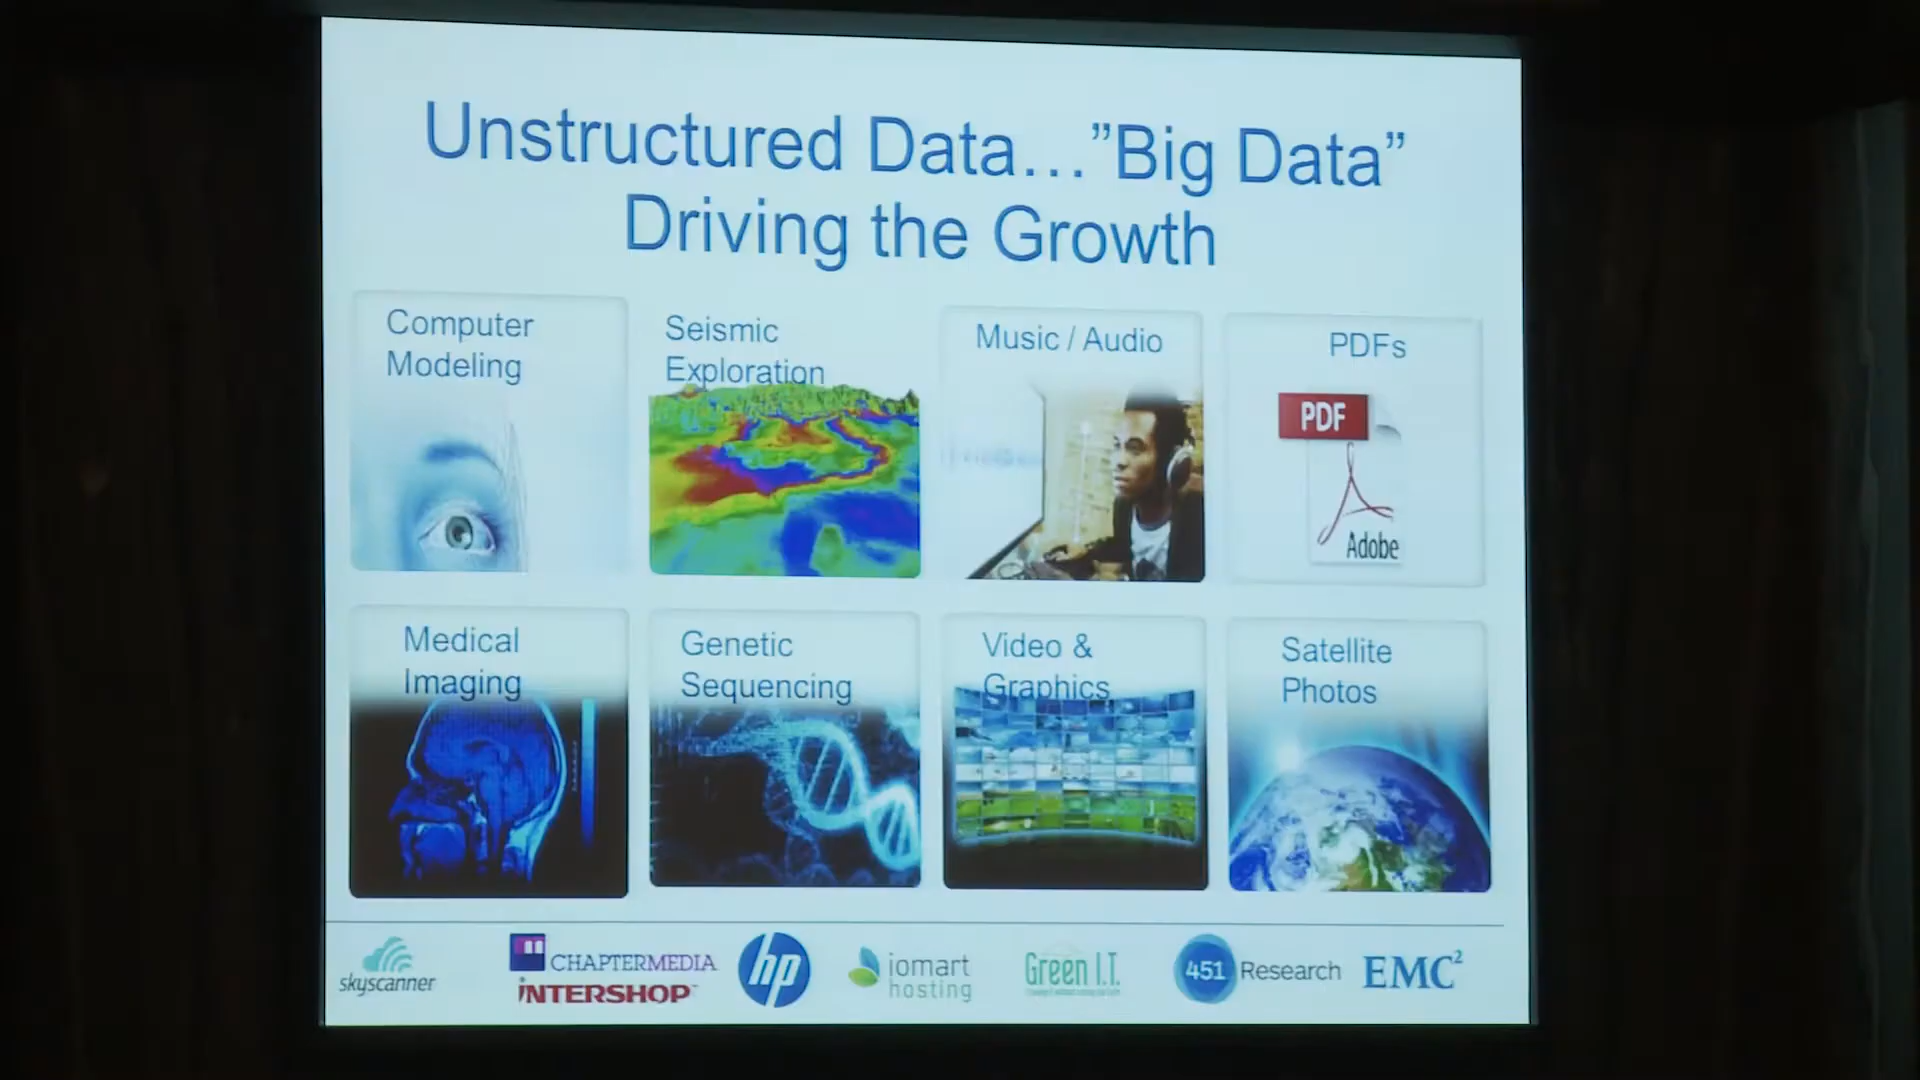 Unstructured Data…”Big Data”
Driving the Growth
Computer
Modeling
Seismic
Exploration
Music / Audio
PDFs
PDF
Adobe
Medical
Imaging
Genetic
Sequencing
Video &
Graphics
Satellite
Photos
skyscanner
CHAPTERMEDIA
INTERSHOP
hp
iomart
hosting
Green I.T.
451 Research
EMC²